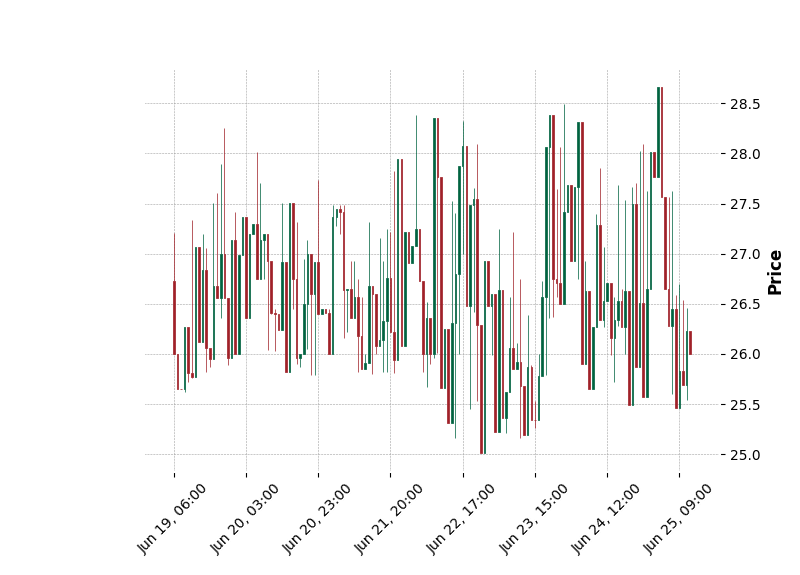 28.5
28.0
27.5
27.0
26.5
26.0
25.5
25.0
Price
Jun 19, 06:00
Jun 20, 03:00
Jun 20, 23:00
Jun 21, 20:00
Jun 22, 17:00
Jun 23, 15:00
Jun 24, 12:00
Jun 25, 09:00